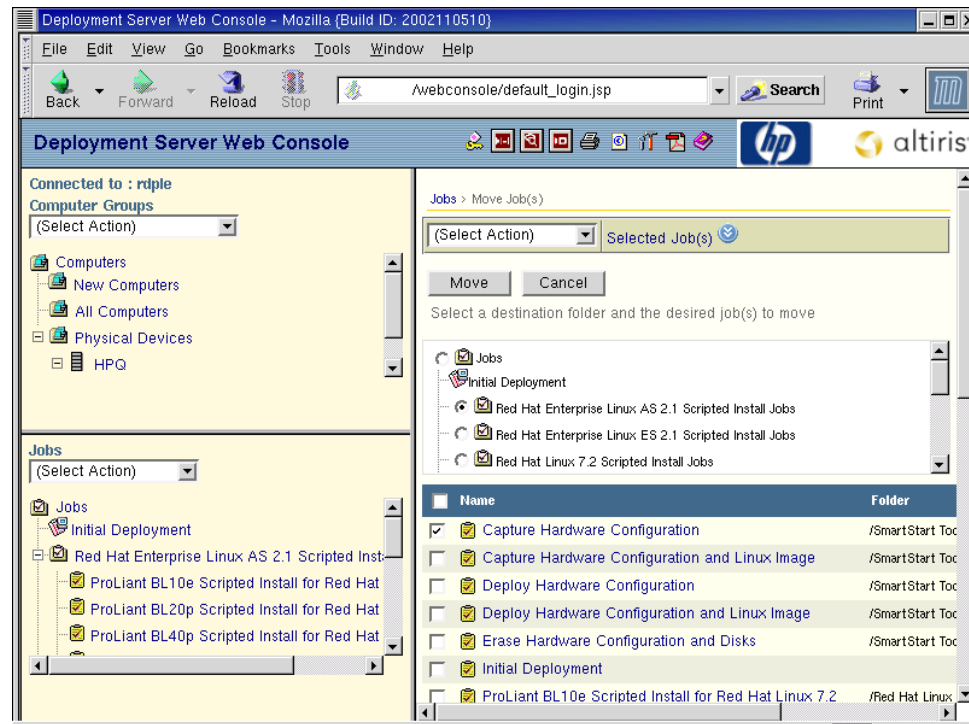 Deployment Server Web Console - Mozilla {Build ID: 2002110510}
File Edit View Go Bookmarks Tools Window Help
Back Forward Reload Stop /webconsole/default_login.jsp Search Print
Deployment Server Web Console hp altiris
Connected to : rdple
Computer Groups
(Select Action)
Computers
New Computers
All Computers
Physical Devices
HPQ
Jobs
(Select Action)
Jobs
Initial Deployment
Red Hat Enterprise Linux AS 2.1 Scripted Inst
ProLiant BL10e Scripted Install for Red Hat
ProLiant BL20p Scripted Install for Red Hat
ProLiant BL40p Scripted Install for Red Hat
Jobs > Move Job(s)
(Select Action) Selected Job(s)
Move Cancel
Select a destination folder and the desired job(s) to move
Jobs
Initial Deployment
Red Hat Enterprise Linux AS 2.1 Scripted Install Jobs
Red Hat Enterprise Linux ES 2.1 Scripted Install Jobs
Red Hat Linux 7.2 Scripted Install Jobs
Name Folder
Capture Hardware Configuration /SmartStart Too
Capture Hardware Configuration and Linux Image /SmartStart Too
Deploy Hardware Configuration /SmartStart Too
Deploy Hardware Configuration and Linux Image /SmartStart Too
Erase Hardware Configuration and Disks /SmartStart Too
Initial Deployment
ProLiant BL10e Scripted Install for Red Hat Linux 7.2 /Red Hat Linux